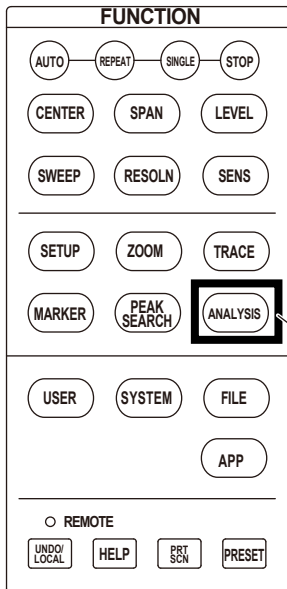 FUNCTION
AUTO REPEAT SINGLE STOP
CENTER SPAN LEVEL
SWEEP RESOLN SENS
SETUP ZOOM TRACE
MARKER PEAK SEARCH ANALYSIS
USER SYSTEM FILE
APP
REMOTE
UNDO/LOCAL HELP PRT SCN PRESET